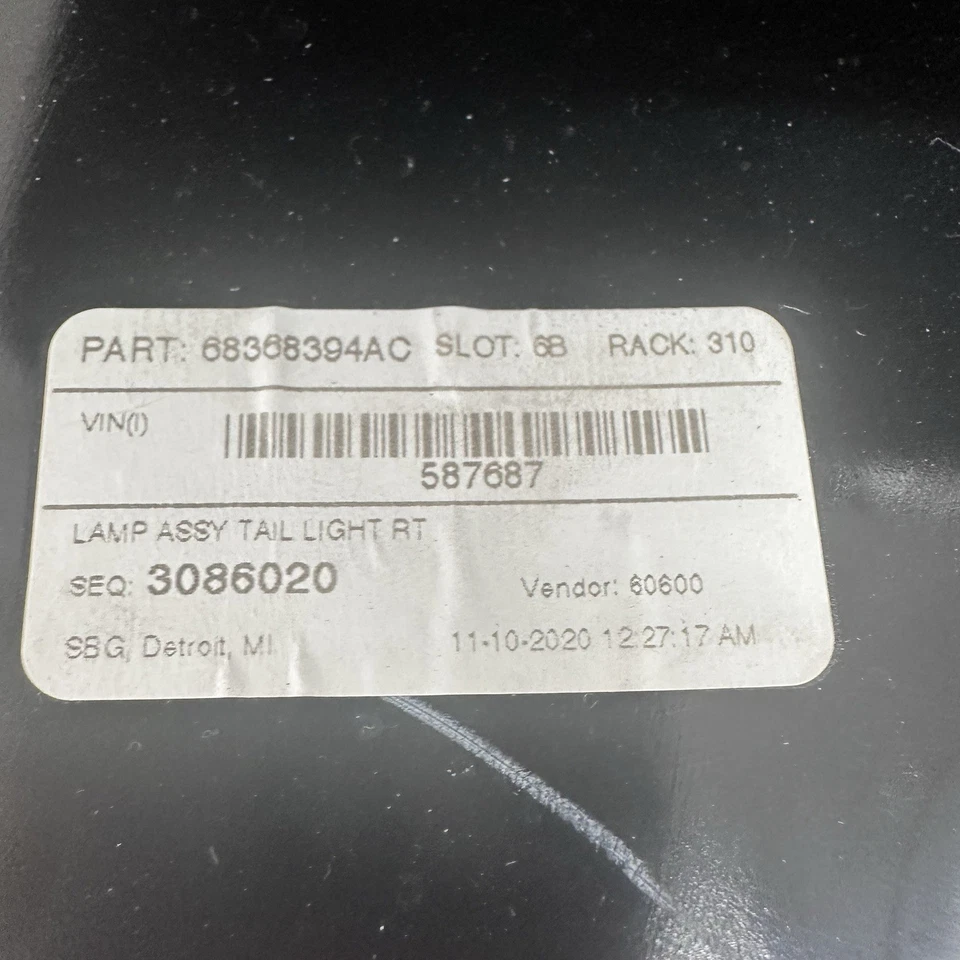 PART: 68368394AC SLOT: 6B RACK: 310
VIN(I)
587687
LAMP ASSY TAIL LIGHT RT
SEQ: 3086020 Vendor: 60600
SBG, Detroit, MI. 11-10-2020 12:27:17 AM